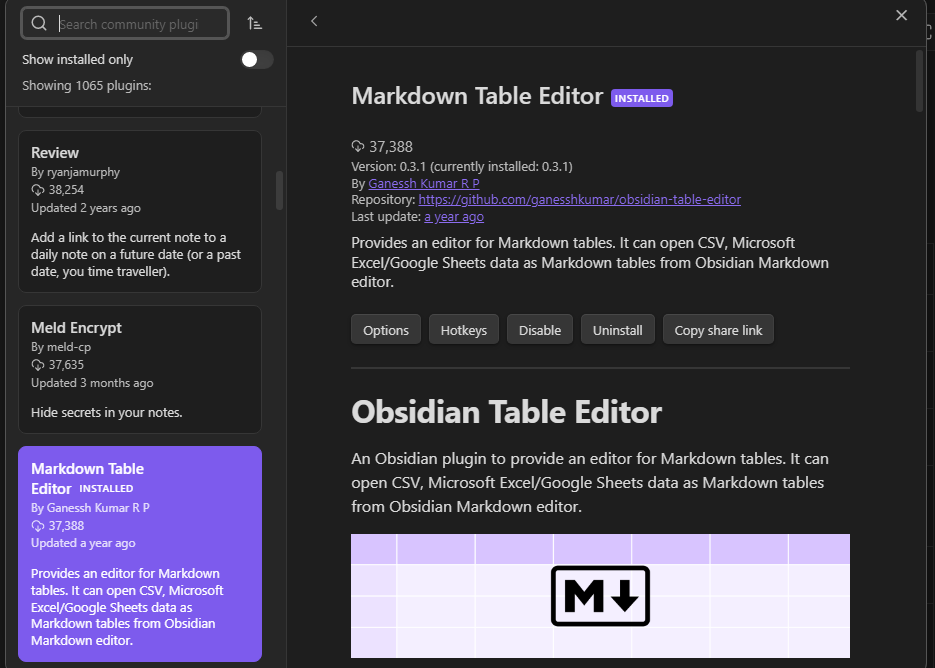 Search community plugi
Show installed only
Showing 1065 plugins:
Review
By ryanjamurphy
38,254
Updated 2 years ago
Add a link to the current note to a
daily note on a future date (or a past
date, you time traveller).
Meld Encrypt
By meld-cp
37,635
Updated 3 months ago
Hide secrets in your notes.
Markdown Table
Editor INSTALLED
By Ganessh Kumar R P
37,388
Updated a year ago
Provides an editor for Markdown
tables. It can open CSV, Microsoft
Excel/Google Sheets data as
Markdown tables from Obsidian
Markdown editor.
Markdown Table Editor INSTALLED
37,388
Version: 0.3.1 (currently installed: 0.3.1)
By Ganessh Kumar R P
Repository: https://github.com/ganesshkumar/obsidian-table-editor
Last update: a year ago
Provides an editor for Markdown tables. It can open CSV, Microsoft
Excel/Google Sheets data as Markdown tables from Obsidian Markdown
editor.
Options Hotkeys Disable Uninstall Copy share link
Obsidian Table Editor
An Obsidian plugin to provide an editor for Markdown tables. It can
open CSV, Microsoft Excel/Google Sheets data as Markdown tables
from Obsidian Markdown editor.
M